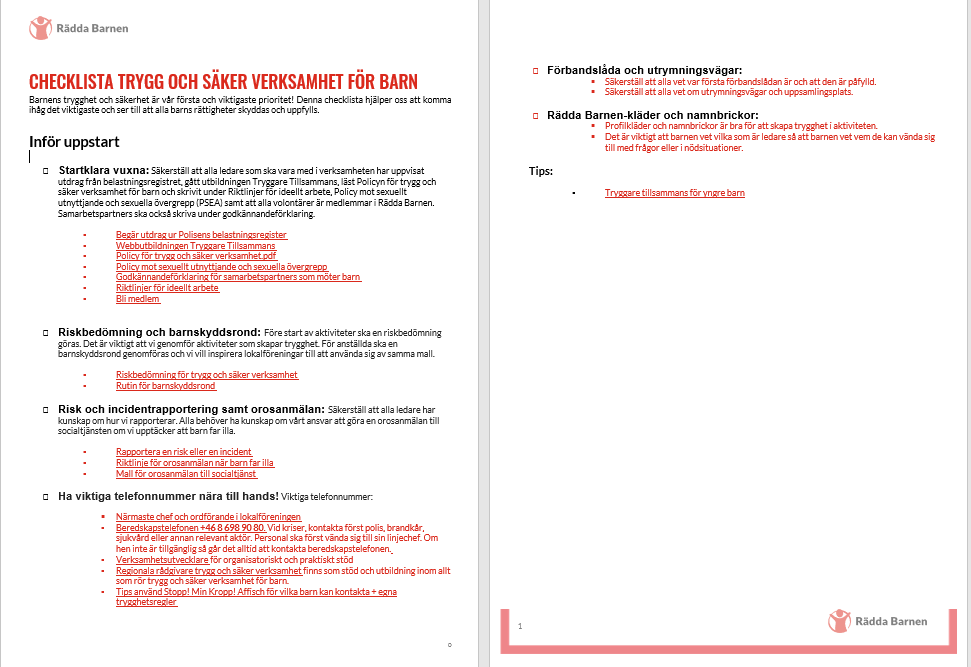 Rädda Barnen
CHECKLISTA TRYGG OCH SÄKER VERKSAMHET FÖR BARN
Barnens trygghet och säkerhet är vår första och viktigaste prioritet! Denna checklista hjälper oss att komma
ihåg det viktigaste och ser till att alla barns rättigheter skyddas och uppfylls.
Inför uppstart
Startklara vuxna: Säkerställ att alla ledare som ska vara med i verksamheten har uppvisat
utdrag från belastningsregistret, gått utbildningen Tryggare Tillsammans, läst Policyn för trygg och
säker verksamhet för barn och skrivit under Riktlinjer för ideellt arbete, Policy mot sexuellt
utnyttjande och sexuella övergrepp (PSEA) samt att alla volontärer är medlemmar i Rädda Barnen.
Samarbetspartners ska också skriva under godkännandeförklaring.
Begär utdrag ur Polisens belastningsregister
Webbutbildningen Tryggare Tillsammans
Policy för trygg och säker verksamhet.pdf
Policy mot sexuellt utnyttjande och sexuella övergrepp
Godkännandeförklaring för samarbetspartners som möter barn
Riktlinjer för ideellt arbete
Bli medlem
Riskbedömning och barnskyddsrond: Före start av aktiviteter ska en riskbedömning
göras. Det är viktigt att vi genomför aktiviteter som skapar trygghet. För anställda ska en
barnskyddsrond genomföras och vi vill inspirera lokalföreningar till att använda sig av samma mall.
Riskbedömning för trygg och säker verksamhet
Rutin för barnskyddsrond
Risk och incidentrapportering samt orosanmälan: Säkerställ att alla ledare har
kunskap om hur vi rapporterar. Alla behöver ha kunskap om vårt ansvar att göra en orosanmälan till
socialtjänsten om vi upptäcker att barn far illa.
Rapportera en risk eller en incident
Riktlinje för orosanmälan när barn far illa
Mall för orosanmälan till socialtjänst
Ha viktiga telefonnummer nära till hands! Viktiga telefonnummer:
Närmaste chef och ordförande i lokalföreningen
Beredskapstelefonen +46 8 698 90 80. Vid kriser, kontakta först polis, brandkår,
sjukvård eller annan relevant aktör. Personal ska först vända sig till sin linjechef. Om
hen inte är tillgänglig så går det alltid att kontakta beredskapstelefonen.
Verksamhetsutvecklare för organisatoriskt och praktiskt stöd
Regionala rådgivare trygg och säker verksamhet finns som stöd och utbildning inom allt
som rör trygg och säker verksamhet för barn.
Tips använd Stopp! Min Kropp! Affisch för vilka barn kan kontakta + egna
trygghetsregler
0
Förbandslåda och utrymningsvägar:
Säkerställ att alla vet var första förbandslådan är och att den är påfylld.
Säkerställ att alla vet om utrymningsvägar och uppsamlingsplats.
Rädda Barnen-kläder och namnbrickor:
Profilkläder och namnbrickor är bra för att skapa trygghet i aktiviteten.
Det är viktigt att barnen vet vilka som är ledare så att barnen vet vem de kan vända sig
till med frågor eller i nödsituationer.
Tips:
Tryggare tillsammans för yngre barn
1
Rädda Barnen